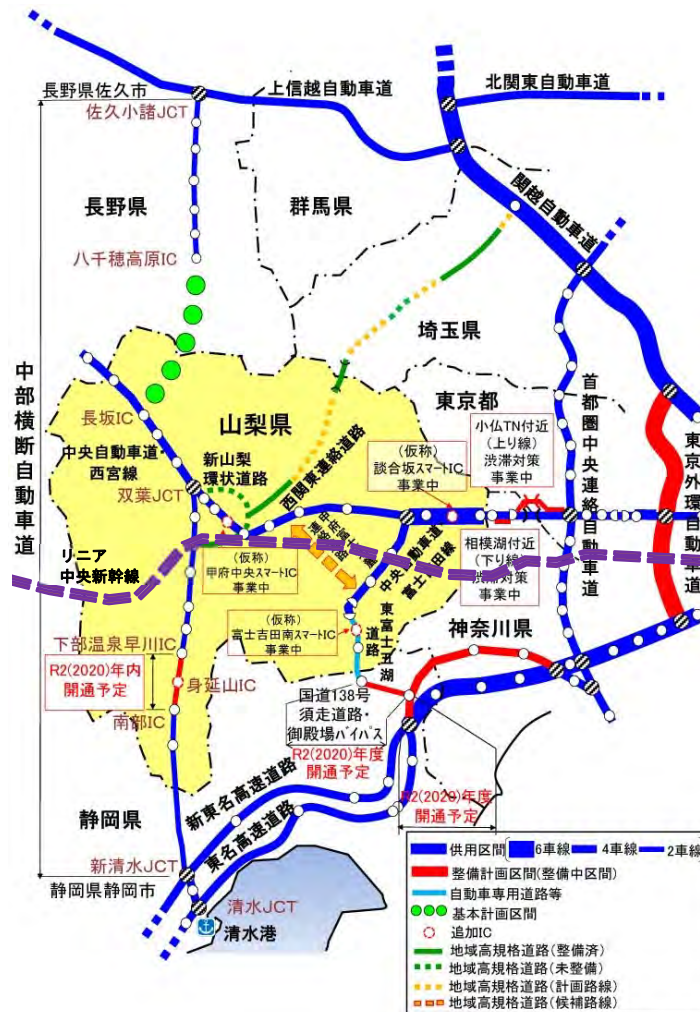 長野県佐久市
上信越自動車道
北関東自動車道
佐久小諸JCT
長野県
群馬県
関越自動車道
八千穂高原IC
埼玉県
中部横断自動車道
東京都
首都圏中央連絡自動車道
東京外環自動車道
長坂IC
山梨県
小仏TN付近
(上り線)
渋滞対策
事業中
中央自動車道・
西宮線
新山梨
環状道路
西関東連絡道路
(仮称)
談合坂スマートIC
事業中
双葉JCT
リニア
中央新幹線
(仮称)
甲府中央スマートIC
事業中
中央自動車道
富士吉田線
相模湖付近
(下り線)
渋滞対策
事業中
(仮称)
富士吉田南スマートIC
事業中
東富士五湖
道路
神奈川県
下部温泉早川IC
R2(2020)年内
開通予定
身延山IC
南部IC
国道138号
須走道路・
御殿場バイパス
R2(2020)年度
開通予定
R2(2020)年度
開通予定
静岡県
新東名高速道路
東名高速道路
新清水JCT
静岡県静岡市
清水JCT
清水港
供用区間
6車線
4車線
2車線
整備計画区間(整備中区間)
自動車専用道路等
基本計画区間
追加IC
地域高規格道路(整備済)
地域高規格道路(未整備)
地域高規格道路(計画路線)
地域高規格道路(候補路線)